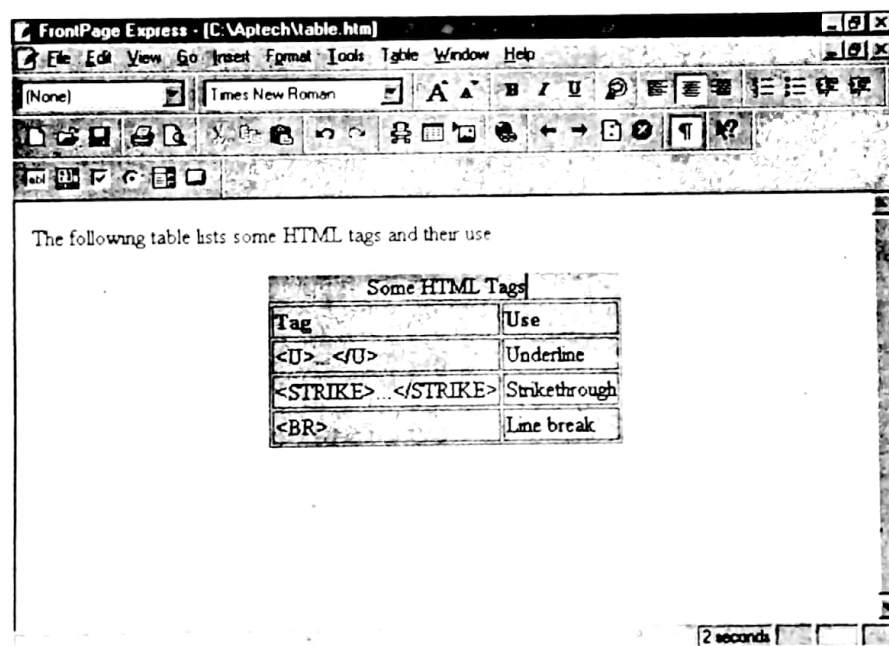 FrontPage Express - [C:\Aptech\table.htm]
File Edit View Go Insert Format Tools Table Window Help
(None) Times New Roman A A B I U
abl
The following table lists some HTML tags and their use
Some HTML Tags
Tag Use
<U>...</U> Underline
<STRIKE>...</STRIKE> Strikethrough
<BR> Line break
2 seconds